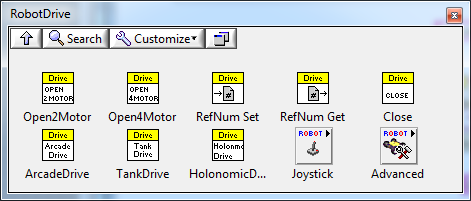 RobotDrive
Search Customize
Drive Drive Drive Drive Drive
OPEN 2MOTOR OPEN 4MOTOR # # CLOSE
Open2Motor Open4Motor RefNum Set RefNum Get Close
Drive Drive Drive ROBOT ROBOT
Arcade Drive Tank Drive Holonomc Drive
ArcadeDrive TankDrive HolonomicD... Joystick Advanced